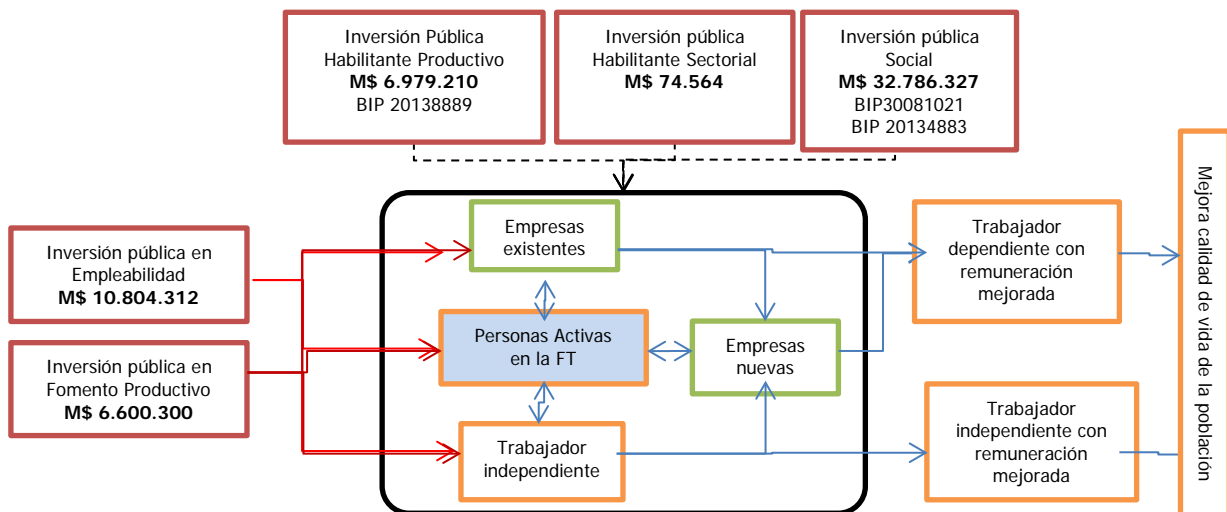 Inversión Pública
Habilitante Productivo
M$ 6.979.210
BIP 20138889
Inversión pública
Habilitante Sectorial
M$ 74.564
Inversión pública
Social
M$ 32.786.327
BIP30081021
BIP 20134883
Inversión pública en
Empleabilidad
M$ 10.804.312
Inversión pública en
Fomento Productivo
M$ 6.600.300
Empresas
existentes
Personas Activas
en la FT
Empresas
nuevas
Trabajador
independiente
Trabajador
dependiente con
remuneración
mejorada
Trabajador
independiente con
remuneración
mejorada
Mejora calidad de vida de la población